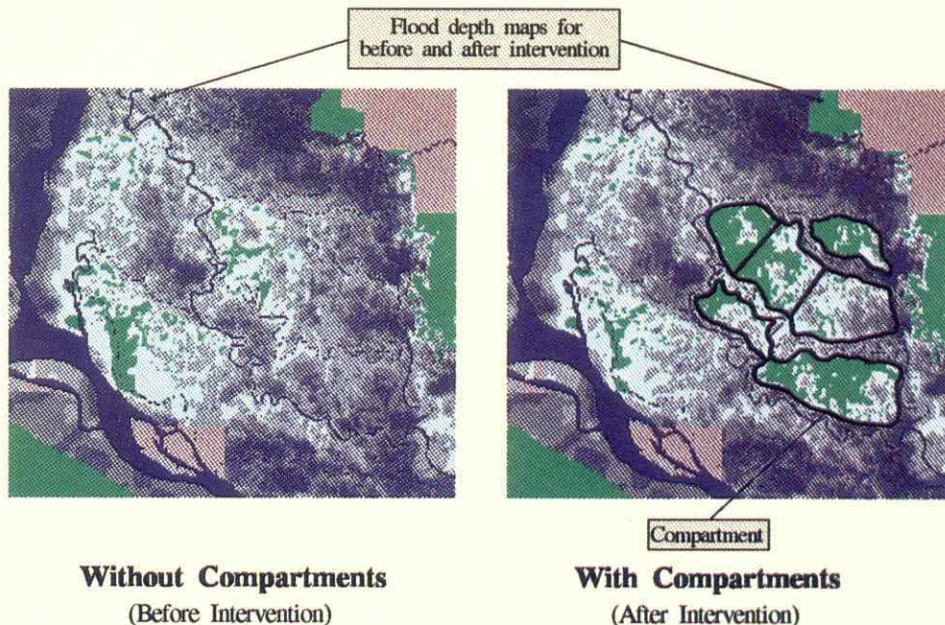 Flood depth maps for
before and after intervention
Compartment
Without Compartments
(Before Intervention)
With Compartments
(After Intervention)